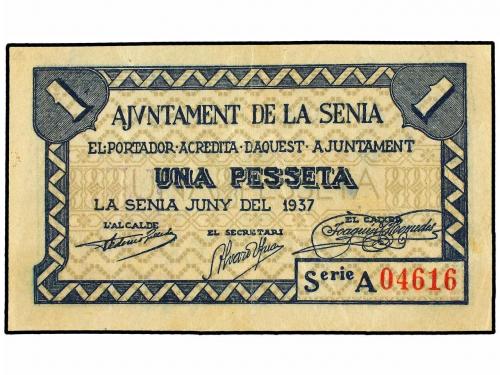 1 1
AJVNTAMENT DE LA SENIA
EL·PORTADOR·ACREDITA·DAQUEST·AJUNTAMENT
UNA PESSETA
LA SENIA JUNY DEL 1937
L'ALCALDE EL SECRETARI EL CAIXER
Serie A 04616